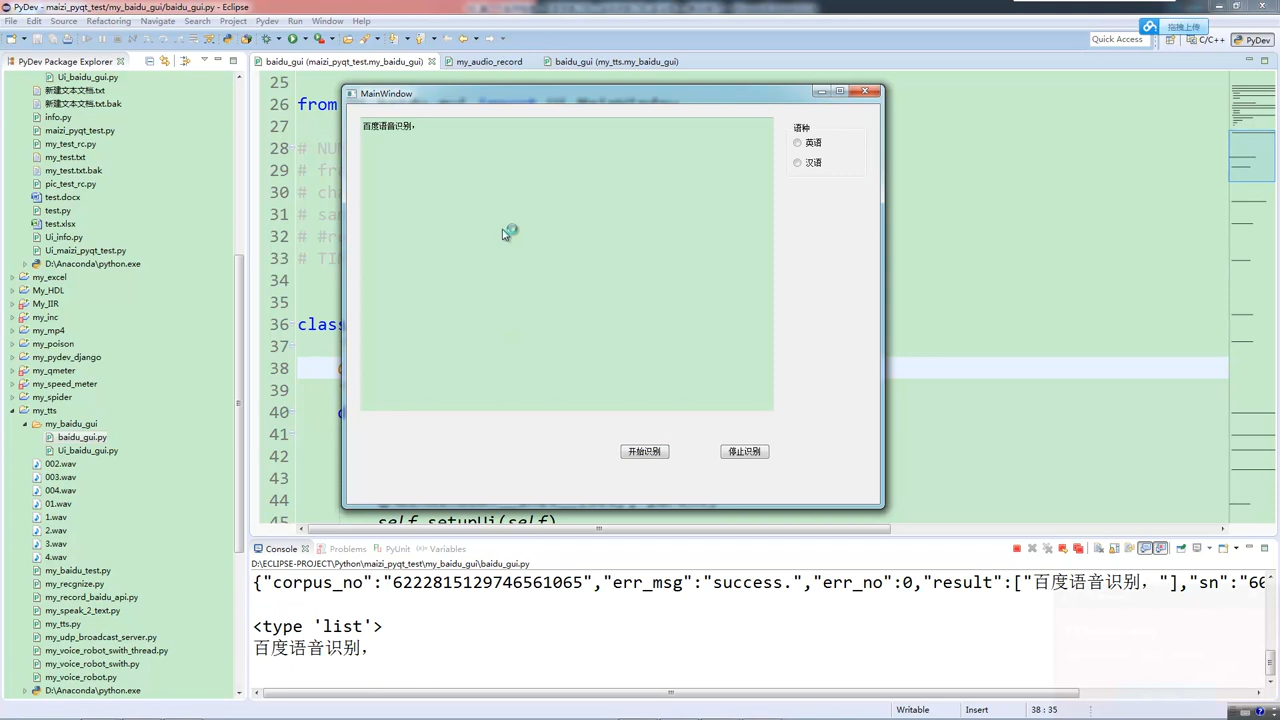 PyDev - maizi_pyqt_test/my_baidu_gui/baidu_gui.py - Eclipse
File Edit Source Refactoring Navigate Search Project Pydev Run Window Help
拖拽上传
Quick Access
C/C++
PyDev
PyDev Package Explorer
baidu_gui (maizi_pyqt_test.my_baidu_gui)
my_audio_record
baidu_gui (my_tts.my_baidu_gui)
Ui_baidu_gui.py
新建文本文档.txt
新建文本文档.txt.bak
info.py
maizi_pyqt_test.py
my_test_rc.py
my_test.txt
my_test.txt.bak
pic_test_rc.py
test.docx
test.py
test.xlsx
Ui_info.py
Ui_maizi_pyqt_test.py
D:\Anaconda\python.exe
my_excel
My_HDL
My_IIR
my_inc
my_mp4
my_poison
my_pydev_django
my_qmeter
my_speed_meter
my_spider
my_tts
my_baidu_gui
baidu_gui.py
Ui_baidu_gui.py
002.wav
003.wav
004.wav
01.wav
1.wav
2.wav
3.wav
4.wav
my_baidu_test.py
my_recgnize.py
my_record_baidu_api.py
my_speak_2_text.py
my_tts.py
my_udp_broadcast_server.py
my_voice_robot_swith_thread.py
my_voice_robot_swith.py
my_voice_robot.py
D:\Anaconda\python.exe
25
26 from
27
28 # NU
29 # fr
30 # ch
31 # sa
32 # #r
33 # TI
34
35
36 class
37
38
39
40
41
42
43
44
45 self.setupUi(self)
MainWindow
百度语音识别，
语种
英语
汉语
开始识别
停止识别
Console Problems PyUnit Variables
D:\ECLIPSE-PROJECT\Python\maizi_pyqt_test\my_baidu_gui\baidu_gui.py
{"corpus_no":"6222815129746561065","err_msg":"success.","err_no":0,"result":["百度语音识别，"],"sn":"60
<type 'list'>
百度语音识别，
Writable
Insert
38 : 35